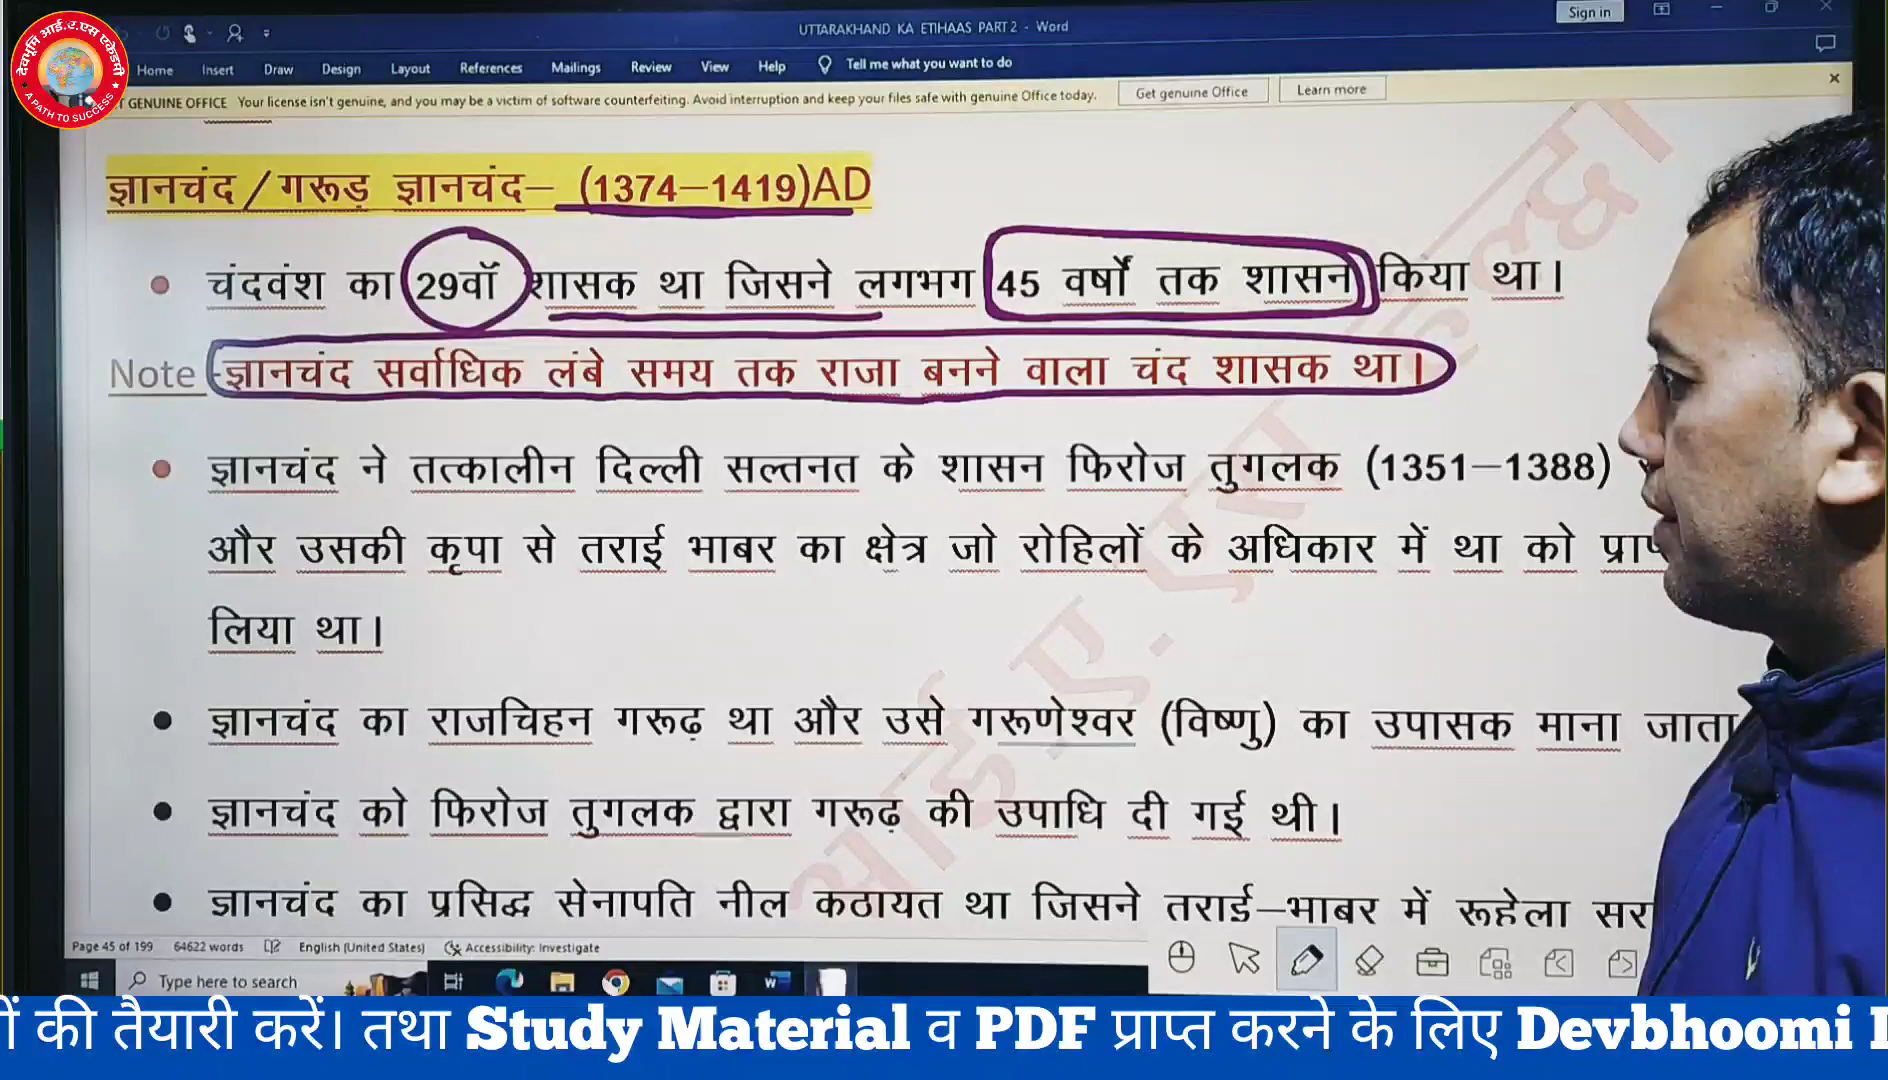 UTTARAKHAND KA ETIHAAS PART 2 - Word
Sign in
Home Insert Draw Design Layout References Mailings Review View Help Tell me what you want to do
GENUINE OFFICE Your license isn't genuine, and you may be a victim of software counterfeiting. Avoid interruption and keep your files safe with genuine Office today. Get genuine Office Learn more
देवभूमि आई.ए.एस एकेडमी
A PATH TO SUCCESS
ज्ञानचंद/गरूड़ ज्ञानचंद– (1374–1419)AD
चंदवंश का 29वॉ शासक था जिसने लगभग 45 वर्षों तक शासन किया था।
Note -ज्ञानचंद सर्वाधिक लंबे समय तक राजा बनने वाला चंद शासक था।
ज्ञानचंद ने तत्कालीन दिल्ली सल्तनत के शासन फिरोज तुगलक (1351–1388)
और उसकी कृपा से तराई भाबर का क्षेत्र जो रोहिलों के अधिकार में था को
लिया था।
ज्ञानचंद का राजचिहन गरूढ़ था और उसे गरूणेश्वर (विष्णु) का उपासक माना जाता
ज्ञानचंद को फिरोज तुगलक द्वारा गरूढ़ की उपाधि दी गई थी।
ज्ञानचंद का प्रसिद्ध सेनापति नील कठायत था जिसने तराई–भाबर में रूहेला
आई.ए.एस
Page 45 of 199 64622 words English (United States) Accessibility: Investigate
Type here to search
की तैयारी करें। तथा Study Material व PDF प्राप्त करने के लिए Devbhoomi